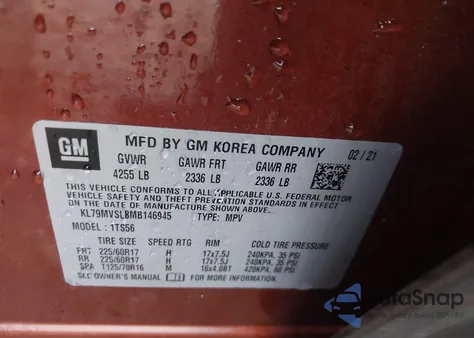 GM MFD BY GM KOREA COMPANY 02/21
GVWR GAWR FRT GAWR RR
4255 LB 2336 LB 2336 LB
THIS VEHICLE CONFORMS TO ALL APPLICABLE U.S. FEDERAL
MOTOR VEHICLE SAFETY, BUMPER, AND THEFT PREVENTION
STANDARDS IN EFFECT ON THE DATE OF MANUFACTURE SHOWN ABOVE.
KL79MVSL8MB146945 TYPE: MPV
MODEL: 1TS56
TIRE SIZE SPEED RTG RIM COLD TIRE PRESSURE
FRT 225/60R17 H 17x7.5J 240KPA, 35 PSI
RR 225/60R17 H 17x7.5J 240KPA, 35 PSI
SPA T125/70R16 M 16x4.0BT 420KPA, 60 PSI
SEE OWNER'S MANUAL FOR MORE INFORMATION.
DataSnap